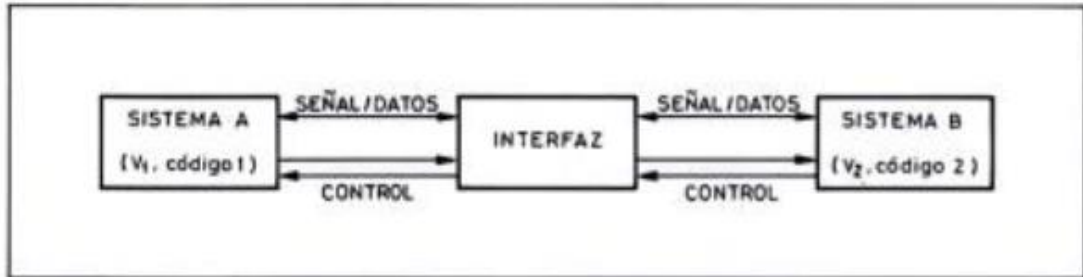 SISTEMA A
(V₁, código 1)
SEÑAL/DATOS
CONTROL
INTERFAZ
SEÑAL/DATOS
CONTROL
SISTEMA B
(V₂, código 2)